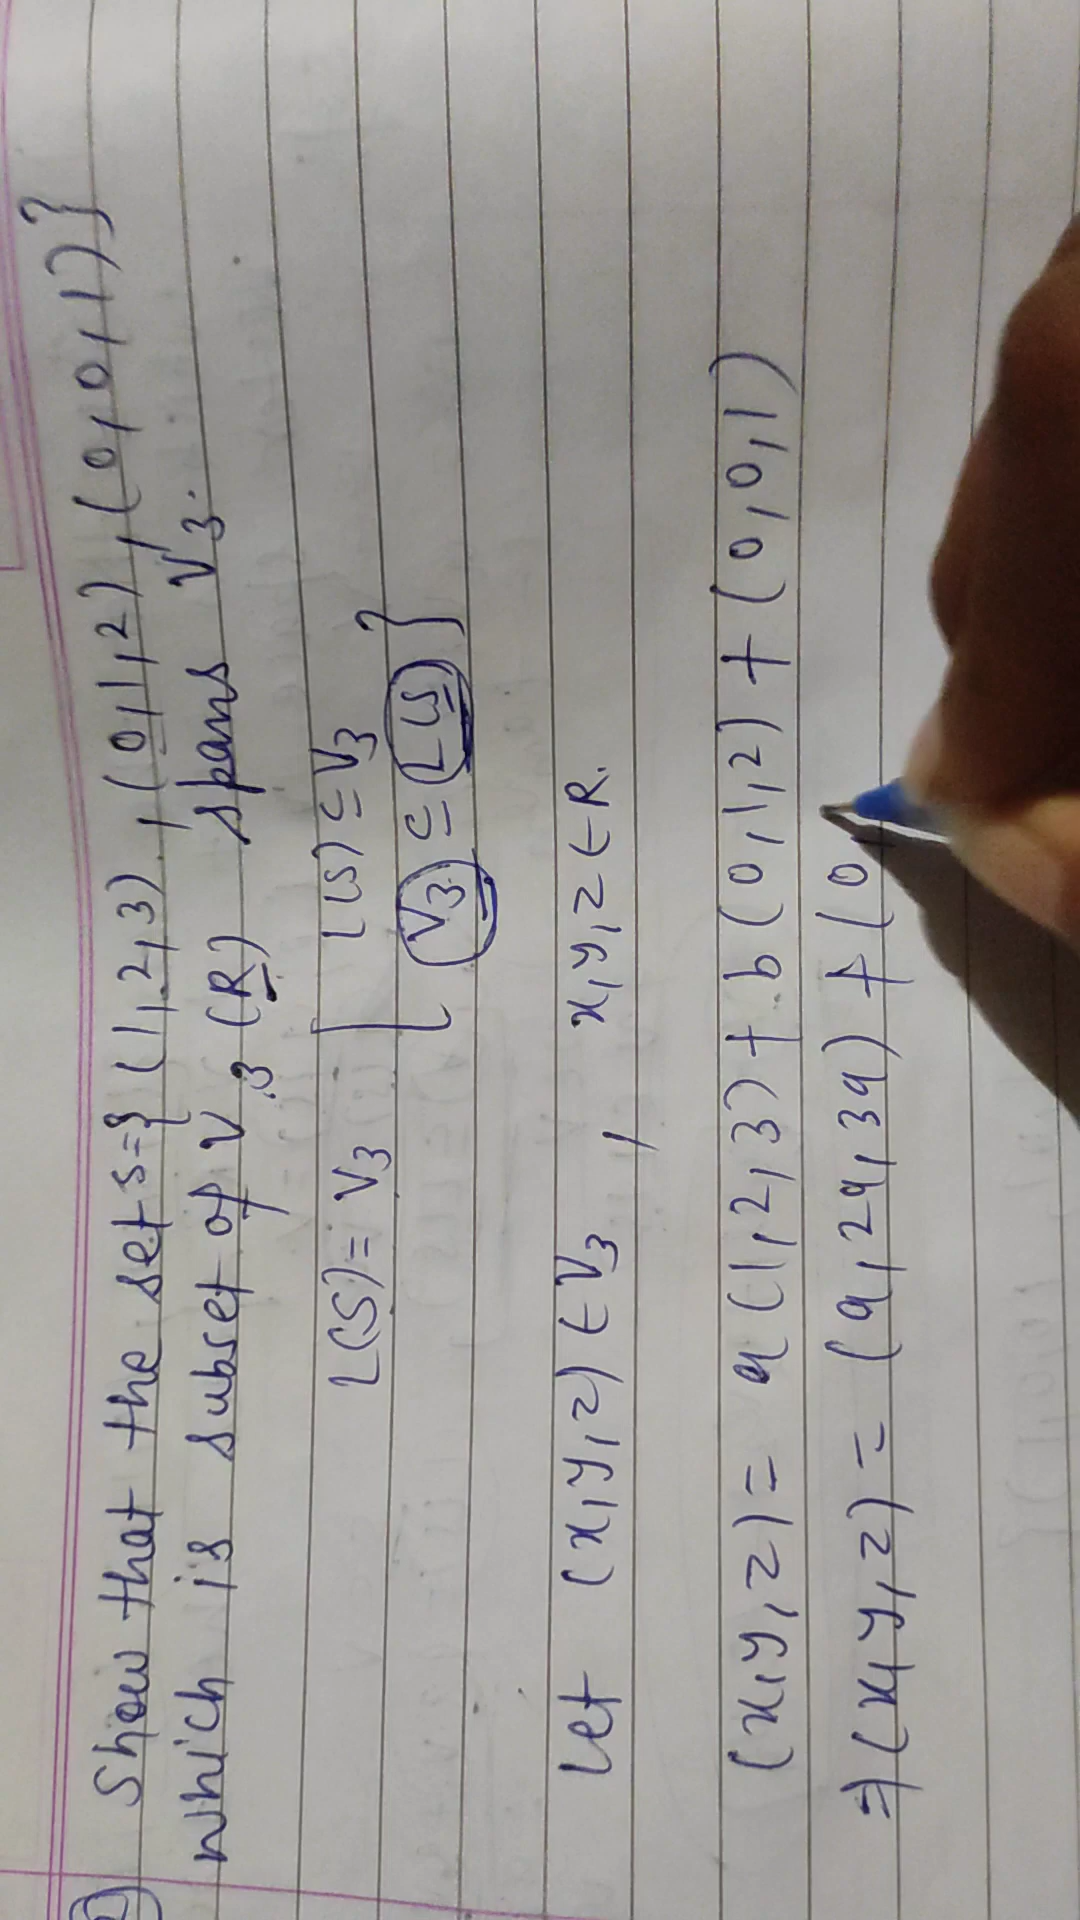 Show that the set S={(1,2,3),(0,1,2),(0,0,1)}
which is subset of V3(R) spans V3.
L(S)= V3 [ L(S)⊆V3
V3 ⊆ L(S) }
Let (x,y,z) ∈ V3 , x,y,z ∈ R.
(x,y,z)= a(1,2,3)+b(0,1,2)+(0,0,1)
⇒(x,y,z)= (a,2a,3a)+(0,